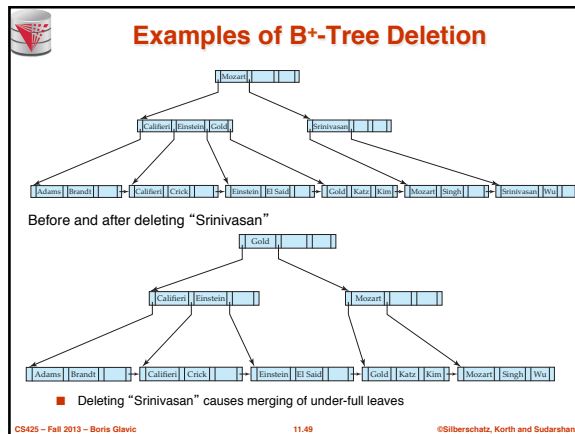 Examples of B+-Tree Deletion
Mozart
Califieri Einstein Gold
Srinivasan
Adams Brandt
Califieri Crick
Einstein El Said
Gold Katz Kim
Mozart Singh
Srinivasan Wu
Before and after deleting “Srinivasan”
Gold
Califieri Einstein
Mozart
Adams Brandt
Califieri Crick
Einstein El Said
Gold Katz Kim
Mozart Singh Wu
Deleting “Srinivasan” causes merging of under-full leaves
CS425 – Fall 2013 – Boris Glavic 11.49 ©Silberschatz, Korth and Sudarshan